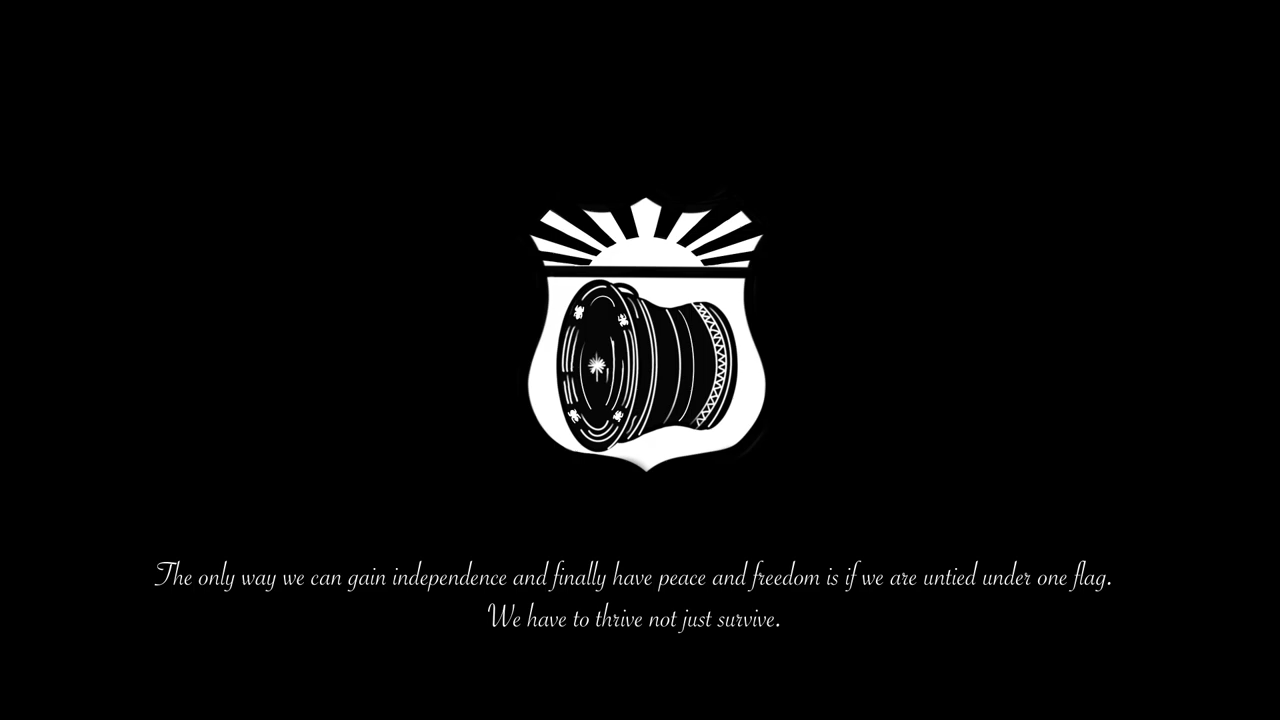 The only way we can gain independence and finally have peace and freedom is if we are untied under one flag.
We have to thrive not just survive.